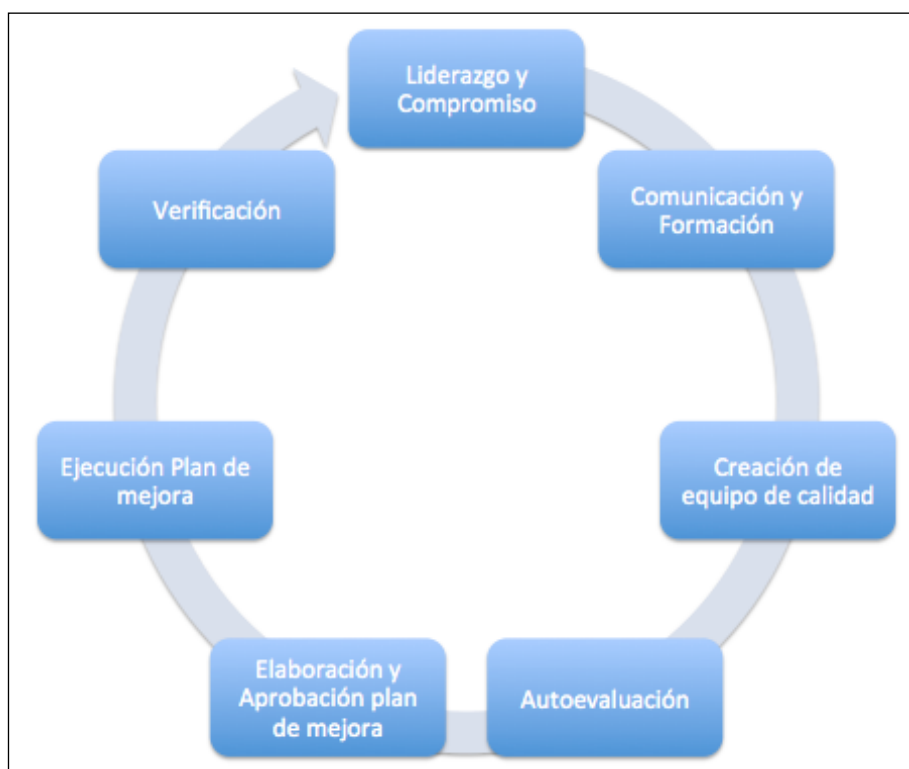 Liderazgo y
Compromiso
Comunicación y
Formación
Creación de
equipo de calidad
Autoevaluación
Elaboración y
Aprobación plan
de mejora
Ejecución Plan de
mejora
Verificación